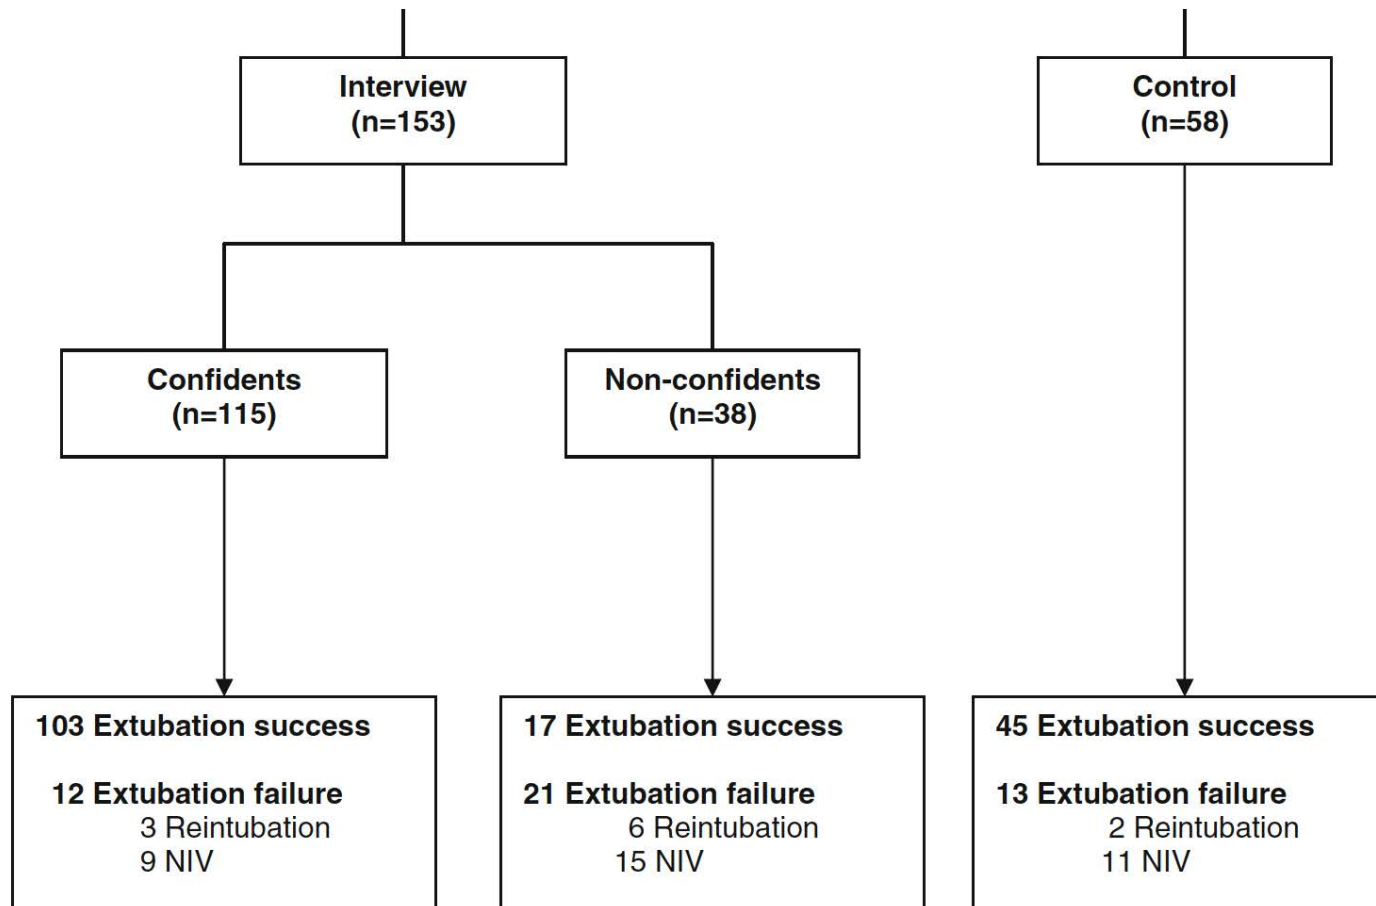 Interview
(n=153)
Control
(n=58)
Confidents
(n=115)
Non-confidents
(n=38)
103 Extubation success
12 Extubation failure
3 Reintubation
9 NIV
17 Extubation success
21 Extubation failure
6 Reintubation
15 NIV
45 Extubation success
13 Extubation failure
2 Reintubation
11 NIV